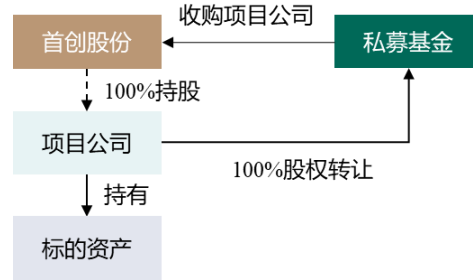 收购项目公司
首创股份
私募基金
100%持股
项目公司
100%股权转让
持有
标的资产